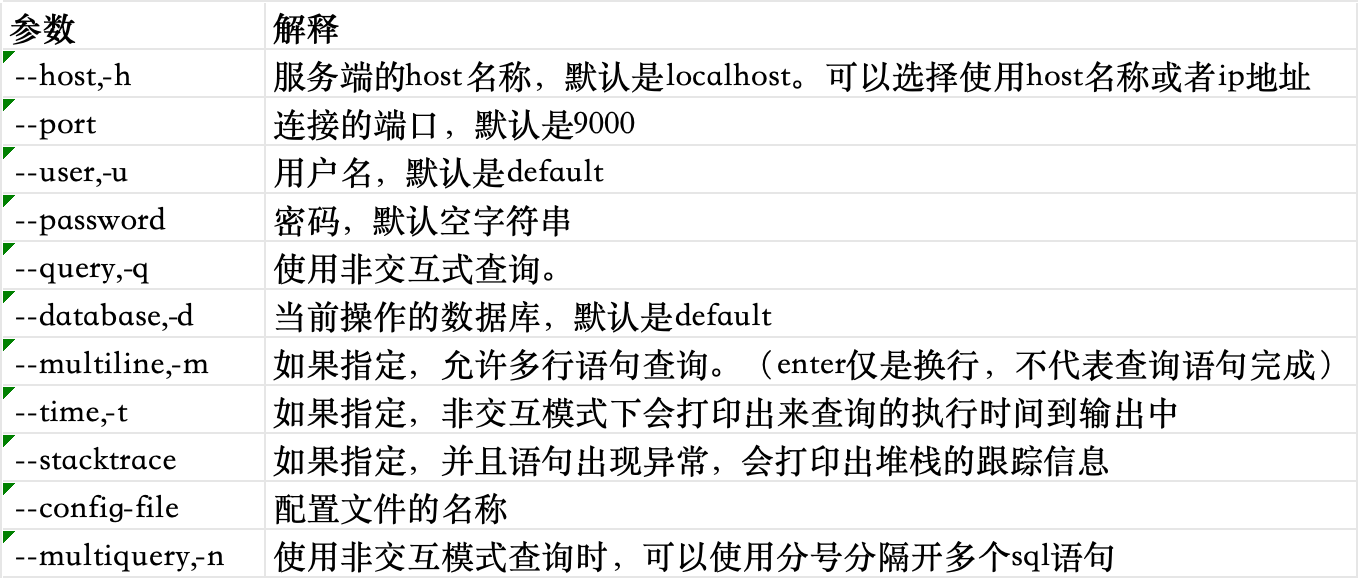 参数 解释
--host,-h 服务端的host名称，默认是localhost。可以选择使用host名称或者ip地址
--port 连接的端口，默认是9000
--user,-u 用户名，默认是default
--password 密码，默认空字符串
--query,-q 使用非交互式查询。
--database,-d 当前操作的数据库，默认是default
--multiline,-m 如果指定，允许多行语句查询。（enter仅是换行，不代表查询语句完成）
--time,-t 如果指定，非交互模式下会打印出来查询的执行时间到输出中
--stacktrace 如果指定，并且语句出现异常，会打印出堆栈的跟踪信息
--config-file 配置文件的名称
--multiquery,-n 使用非交互模式查询时，可以使用分号分隔开多个sql语句